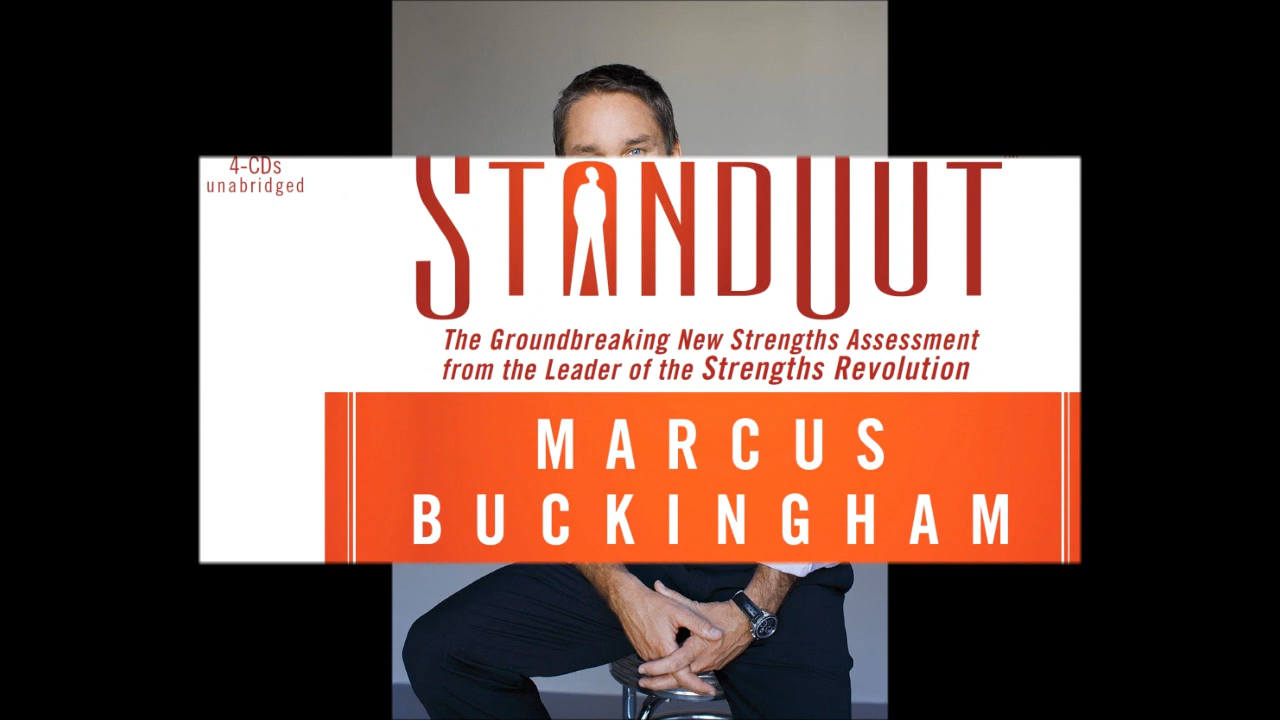 4-CDs
unabridged
STANDOUT
The Groundbreaking New Strengths Assessment
from the Leader of the Strengths Revolution
MARCUS
BUCKINGHAM